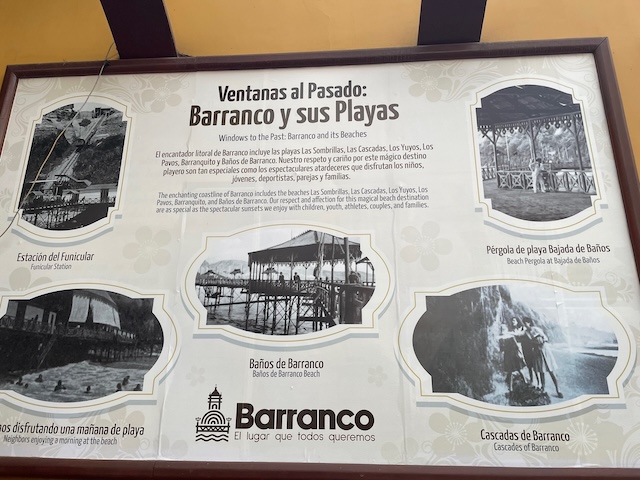 Ventanas al Pasado:
Barranco y sus Playas
Windows to the Past: Barranco and its Beaches
El encantador litoral de Barranco incluye las playas Las Sombrillas, Las Cascadas, Los Yuyos, Los
Pavos, Barranquito y Baños de Barranco. Nuestro respeto y cariño por este mágico destino
playero son tan especiales como los espectaculares atardeceres que disfrutan los niños,
jóvenes, deportistas, parejas y familias.
The enchanting coastline of Barranco includes the beaches Las Sombrillas, Las Cascadas, Los Yuyos, Los
Pavos, Barranquito, and Baños de Barranco. Our respect and affection for this magical beach destination
are as special as the spectacular sunsets we enjoy with children, youth, athletes, couples, and families.
Estación del Funicular
Funicular Station
Pérgola de playa Bajada de Baños
Beach Pergola at Bajada de Baños
Baños de Barranco
Baños de Barranco Beach
os disfrutando una mañana de playa
Neighbors enjoying a morning at the beach
Cascadas de Barranco
Cascades of Barranco
Barranco
El lugar que todos queremos